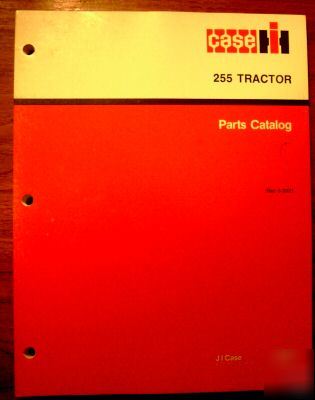 case IH
255 TRACTOR
Parts Catalog
J I Case